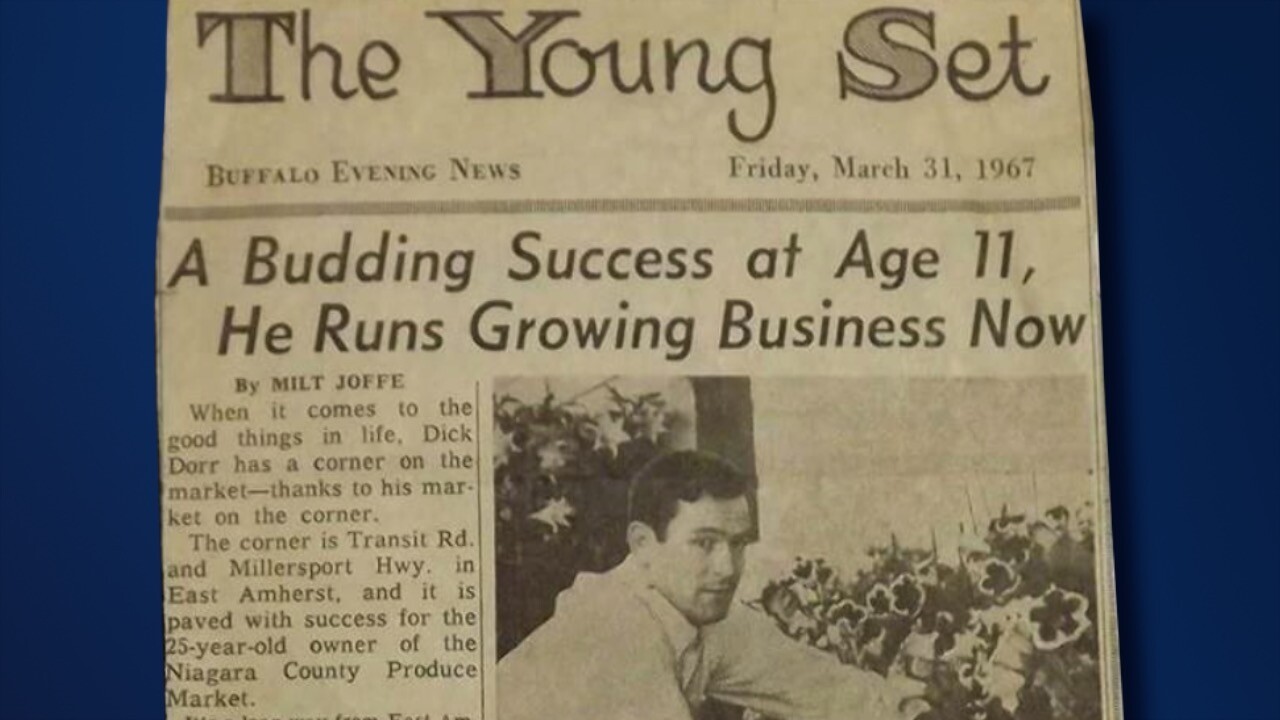 The Young Set
BUFFALO EVENING NEWS
Friday, March 31, 1967
A Budding Success at Age 11,
He Runs Growing Business Now
By MILT JOFFE
When it comes to the
good things in life, Dick
Dorr has a corner on the
market—thanks to his mar-
ket on the corner.
The corner is Transit Rd.
and Millersport Hwy. in
East Amherst, and it is
paved with success for the
25-year-old owner of the
Niagara County Produce
Market.